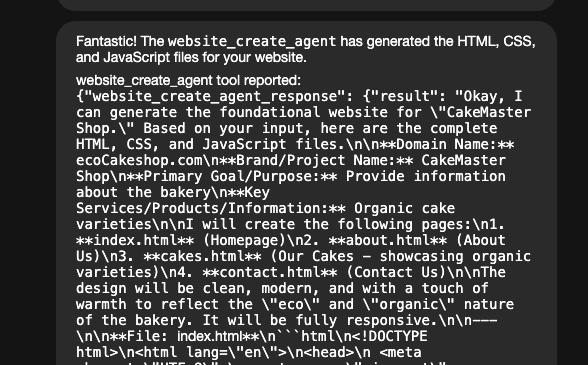 Fantastic! The website_create_agent has generated the HTML, CSS,
and JavaScript files for your website.
website_create_agent tool reported:
{"website_create_agent_response": {"result": "Okay, I
can generate the foundational website for \"CakeMaster
Shop.\" Based on your input, here are the complete
HTML, CSS, and JavaScript files.\n\n**Domain Name:**
ecoCakeshop.com\n**Brand/Project Name:** CakeMaster
Shop\n**Primary Goal/Purpose:** Provide information
about the bakery\n**Key
Services/Products/Information:** Organic cake
varieties\n\nI will create the following pages:\n1.
**index.html** (Homepage)\n2. **about.html** (About
Us)\n3. **cakes.html** (Our Cakes - showcasing organic
varieties)\n4. **contact.html** (Contact Us)\n\nThe
design will be clean, modern, and with a touch of
warmth to reflect the \"eco\" and \"organic\" nature
of the bakery. It will be fully responsive.\n\n---
\n\n**File: index.html**\n```html\n<!DOCTYPE
html>\n<html lang=\"en\">\n<head>\n <meta